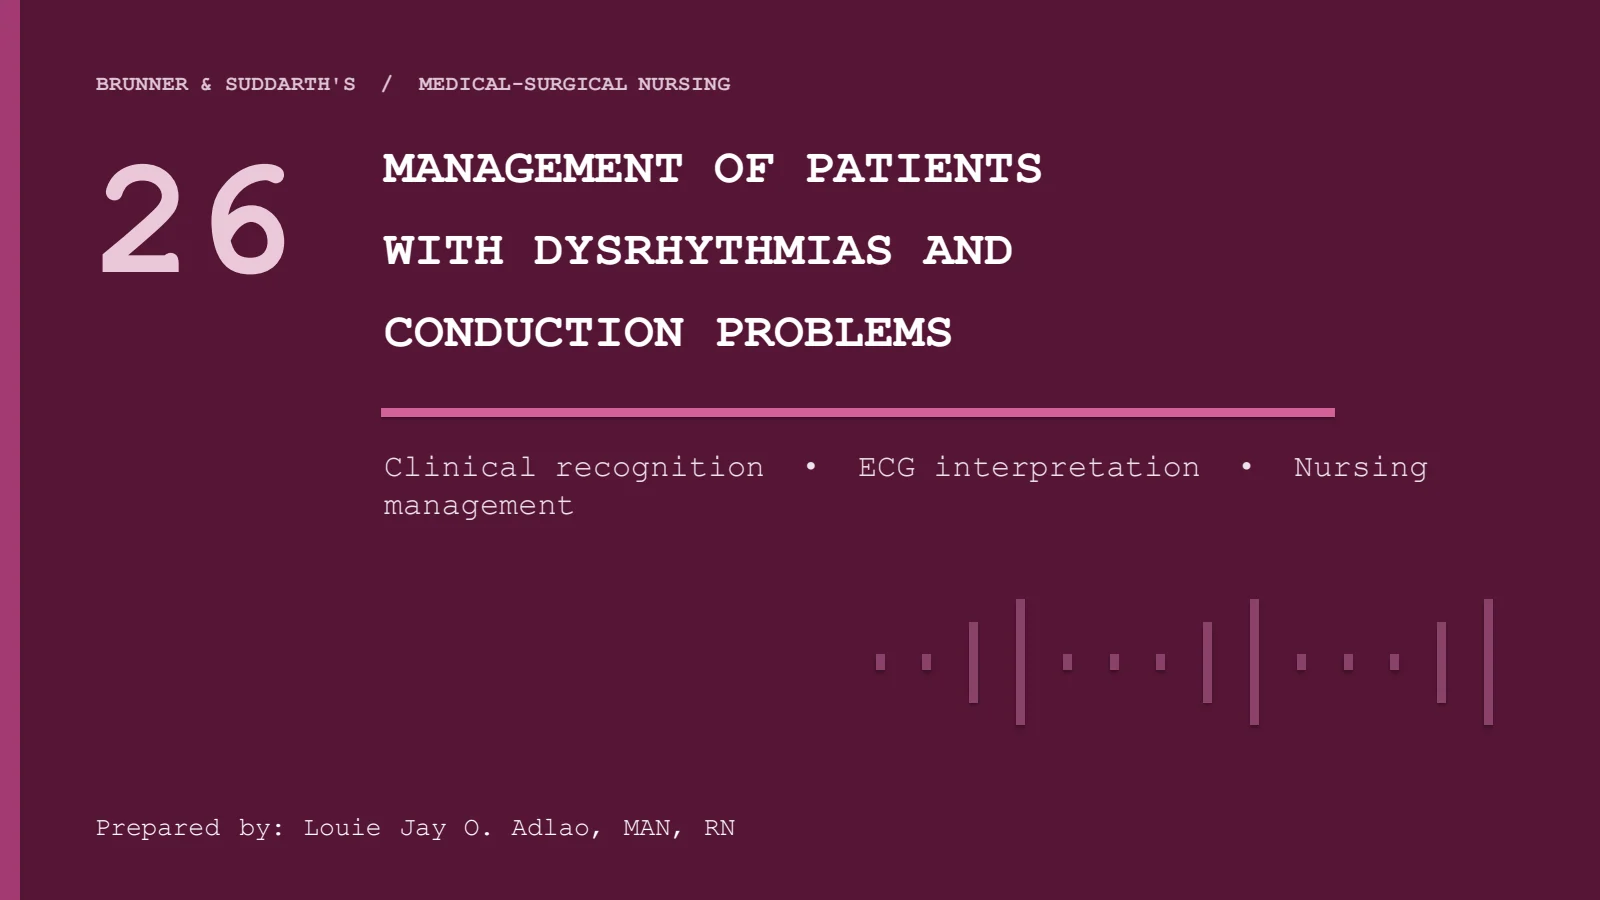 BRUNNER & SUDDARTH'S / MEDICAL-SURGICAL NURSING
26
MANAGEMENT OF PATIENTS
WITH DYSRHYTHMIAS AND
CONDUCTION PROBLEMS
Clinical recognition • ECG interpretation • Nursing
management
Prepared by: Louie Jay O. Adlao, MAN, RN